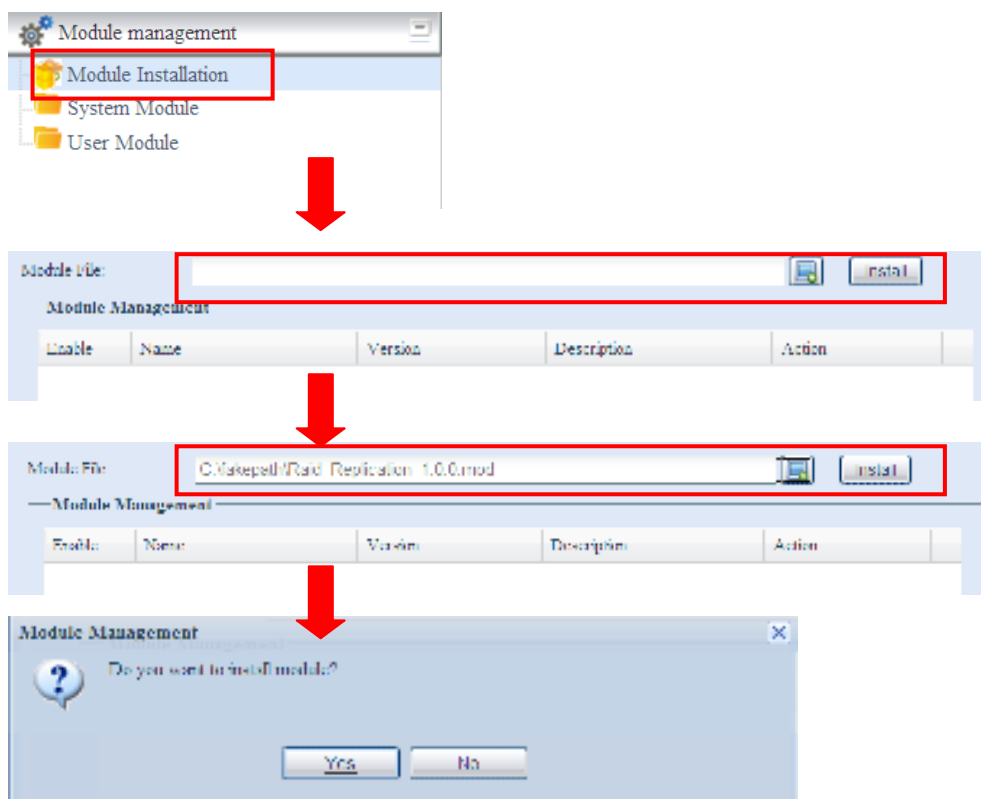 Module management
Module Installation
System Module
User Module
Module File:
Install
Module Management
Enable Name Version Description Action
Module File
C:\fakepath\Raid_Replication_1.0.0.mod
Install
Module Management
Enable Name Version Description Action
Module Management
Module Management
Do you want to install module?
Yes No